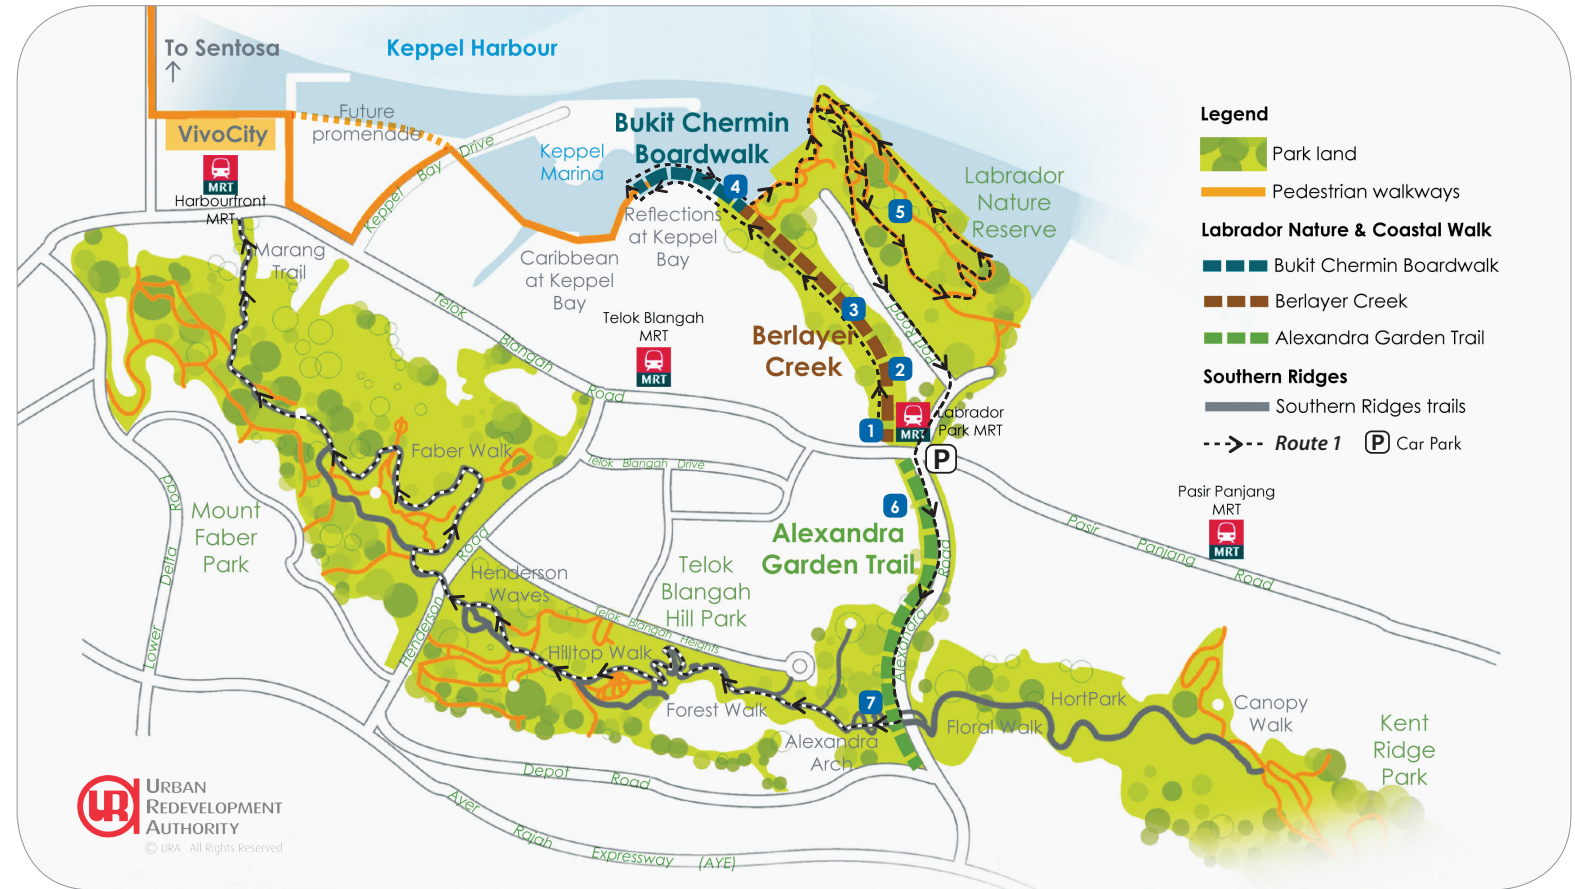 To Sentosa
Keppel Harbour
Future
promenade
VivoCity
MRT
Harbourfront
MRT
Keppel Bay Drive
Keppel
Marina
Bukit Chermin
Boardwalk
4
Reflections
at Keppel
Bay
Caribbean
at Keppel
Bay
Labrador
Nature
Reserve
5
Marang
Trail
Telok Blangah Road
Telok Blangah
MRT
MRT
Berlayer
Creek
3
2
1
Port Road
MRT
Labrador
Park MRT
P
Faber Walk
Telok Blangah Drive
6
Alexandra
Garden Trail
Mount
Faber
Park
Lower Delta Road
Henderson Road
Henderson
Waves
Telok
Blangah
Hill Park
Telok Blangah Heights
Hilltop Walk
Forest Walk
Alexandra Road
7
Alexandra
Arch
Floral Walk
HortPark
Canopy
Walk
Kent
Ridge
Park
Pasir Panjang
MRT
MRT
Pasir Panjang Road
Depot Road
Ayer Rajah Expressway (AYE)
Legend
Park land
Pedestrian walkways
Labrador Nature & Coastal Walk
Bukit Chermin Boardwalk
Berlayer Creek
Alexandra Garden Trail
Southern Ridges
Southern Ridges trails
Route 1
P Car Park
UR
URBAN
REDEVELOPMENT
AUTHORITY
© URA All Rights Reserved